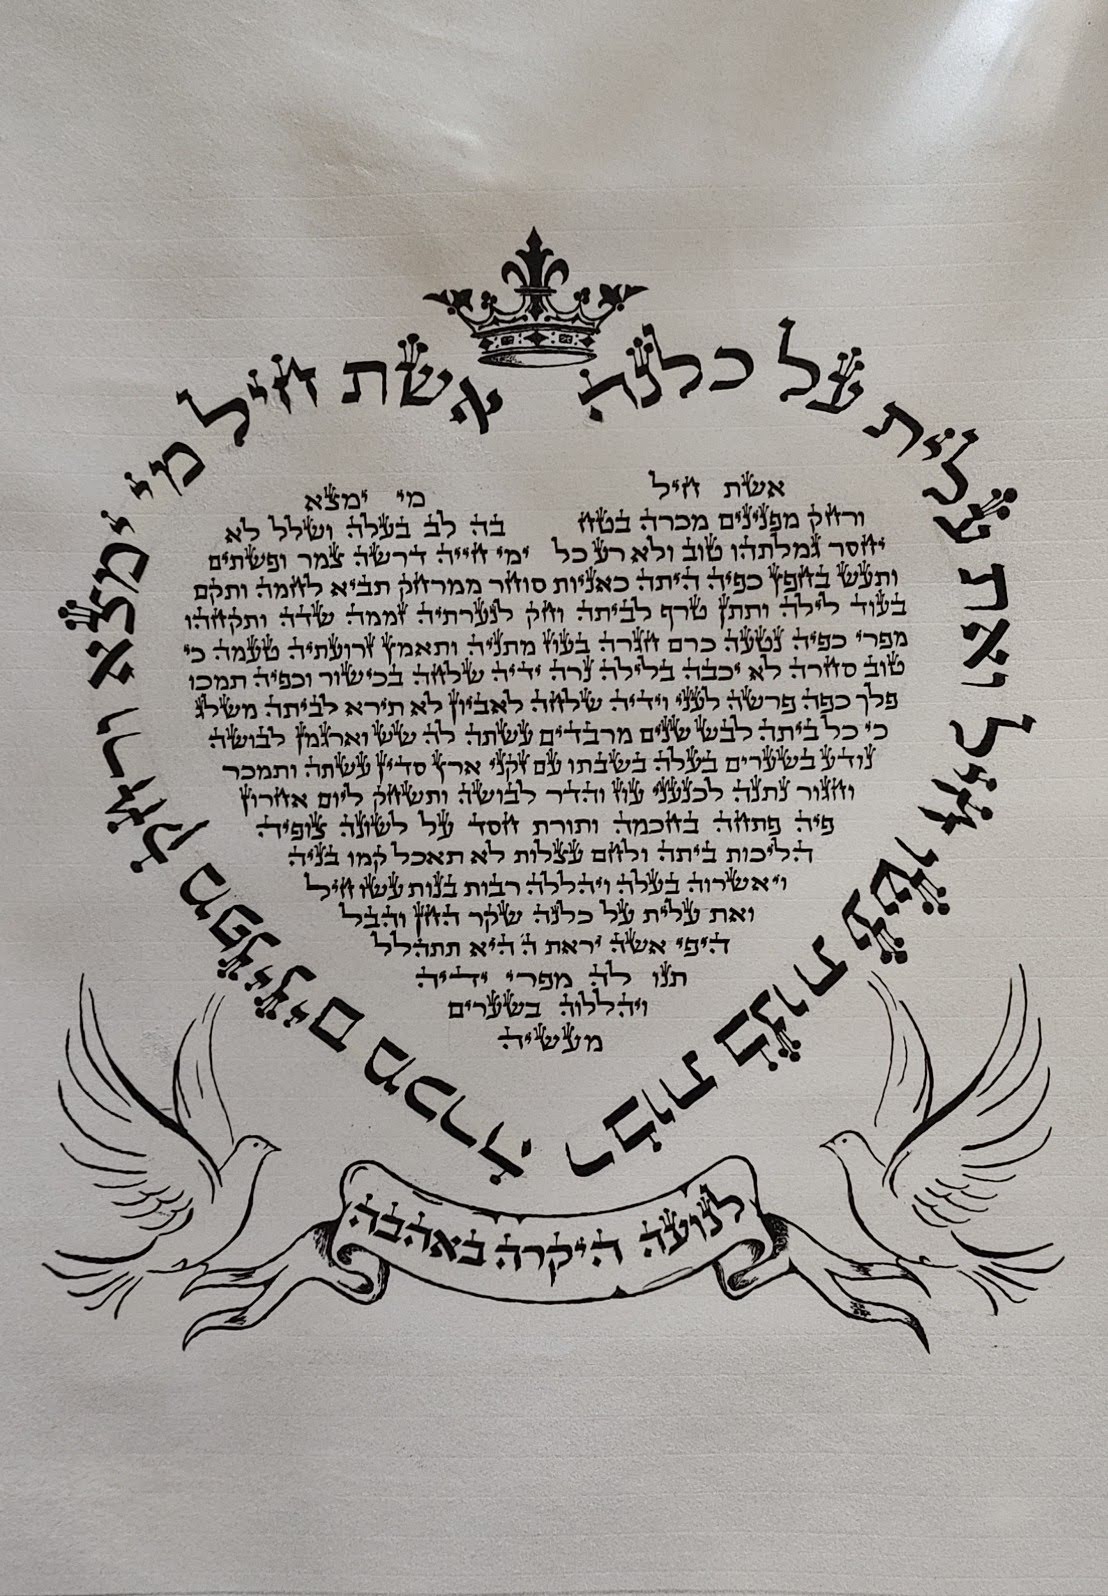 אשת חיל מי ימצא ורחוק מפנינים מכרה
רבות בנות עשו חיל ואת עלית על כלנה
אשת חיל מי ימצא
ורחק מפנינים מכרה בטח בה לב בעלה ושלל לא
יחסר גמלתהו טוב ולא רע כל ימי חייה דרשה צמר ופשתים
ותעש בחפץ כפיה היתה כאניות סוחר ממרחק תביא לחמה ותקם
בעוד לילה ותתן טרף לביתה וחק לנערתיה זממה שדה ותקחהו
מפרי כפיה נטעה כרם חגרה בעוז מתניה ותאמץ זרועתיה טעמה כי
טוב סחרה לא יכבה בלילה נרה ידיה שלחה בכישור וכפיה תמכו
פלך כפה פרשה לעני וידיה שלחה לאביון לא תירא לביתה משלג
כי כל ביתה לבש שנים מרבדים עשתה לה שש וארגמן לבושה
נודע בשערים בעלה בשבתו עם זקני ארץ סדין עשתה ותמכר
וחגור נתנה לכנעני עוז והדר לבושה ותשחק ליום אחרון
פיה פתחה בחכמה ותורת חסד על לשונה צופיה
הליכות ביתה ולחם עצלות לא תאכל קמו בניה
ויאשרוה בעלה ויהללה רבות בנות עשו חיל
ואת עלית על כלנה שקר החן והבל
היפי אשה יראת ה היא תתהלל
תנו לה מפרי ידיה
ויהללוה בשערים
מעשיה
לנועה היקרה באהבה